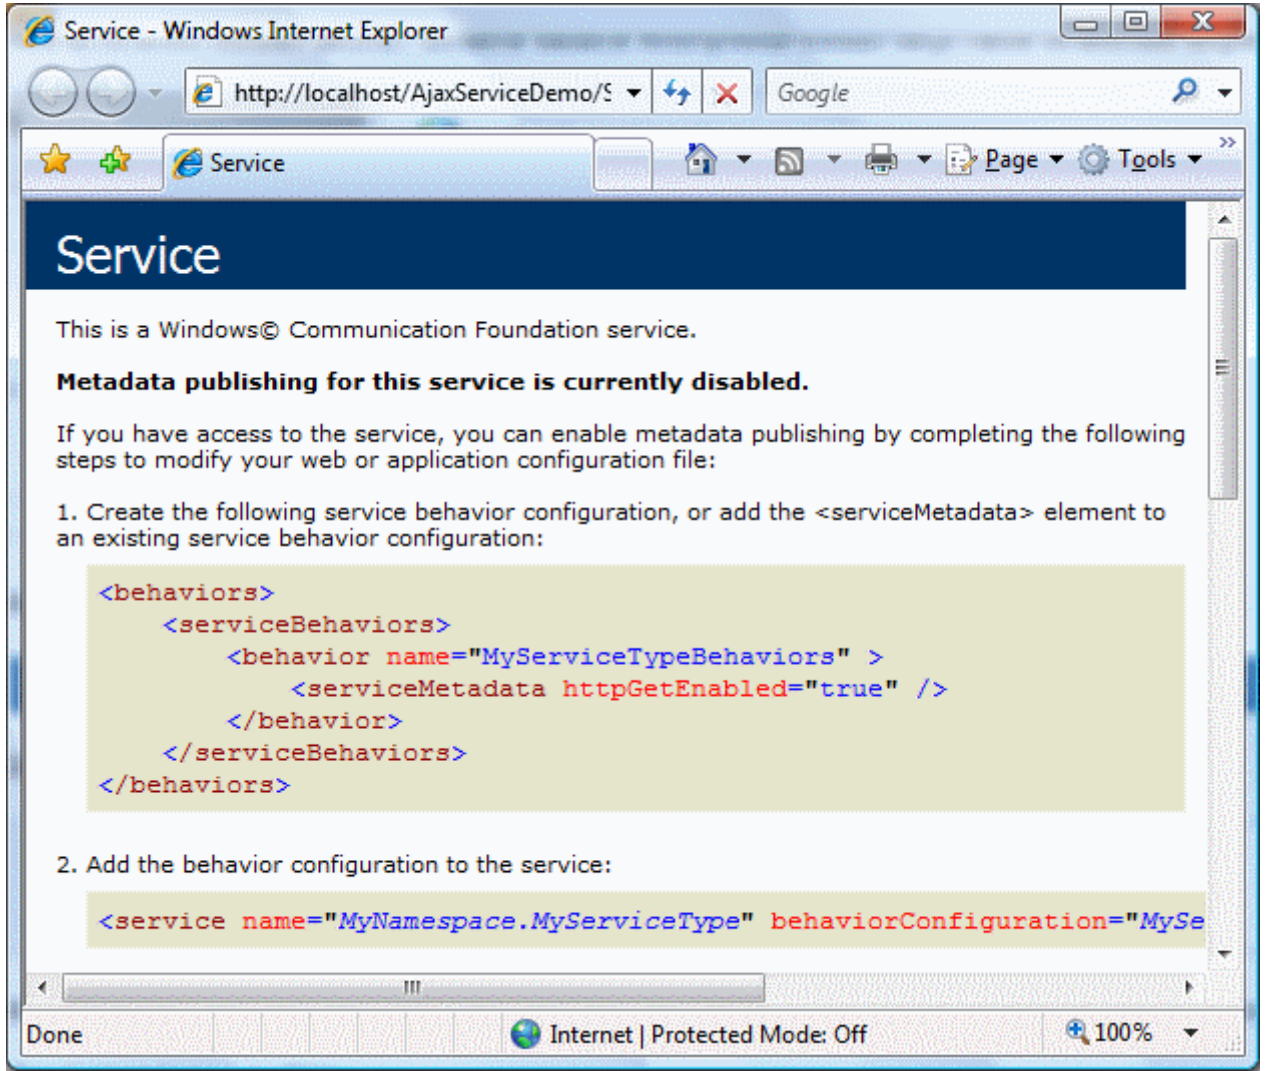 Service - Windows Internet Explorer
http://localhost/AjaxServiceDemo/S
Google
Service
Page
Tools
Service
This is a Windows© Communication Foundation service.
Metadata publishing for this service is currently disabled.
If you have access to the service, you can enable metadata publishing by completing the following
steps to modify your web or application configuration file:
1. Create the following service behavior configuration, or add the <serviceMetadata> element to
an existing service behavior configuration:
<behaviors>
<serviceBehaviors>
<behavior name="MyServiceTypeBehaviors" >
<serviceMetadata httpGetEnabled="true" />
</behavior>
</serviceBehaviors>
</behaviors>
2. Add the behavior configuration to the service:
<service name="MyNamespace.MyServiceType" behaviorConfiguration="MySe
Done
Internet | Protected Mode: Off
100%